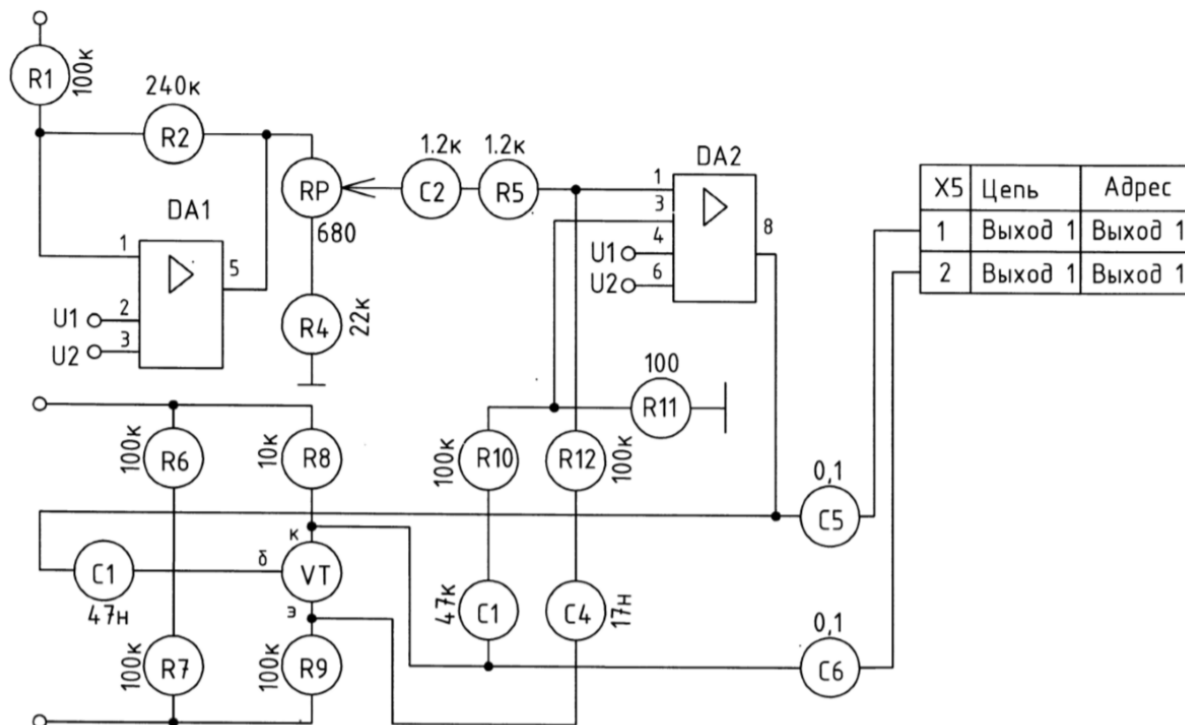 R1
100к
240к
R2
DA1
1
5
U1 2
U2 3
RP
680
R4
22к
1.2к
C2
1.2к
R5
DA2
1
3
4
6
8
U1
U2
X5 Цепь Адрес
1 Выход 1 Выход 1
2 Выход 1 Выход 1
100
R11
100к
R6
10к
R8
100к
R10
R12
100к
0,1
C5
к
б
VT
э
C1
47н
47к
C1
C4
17н
100к
R7
100к
R9
0,1
C6